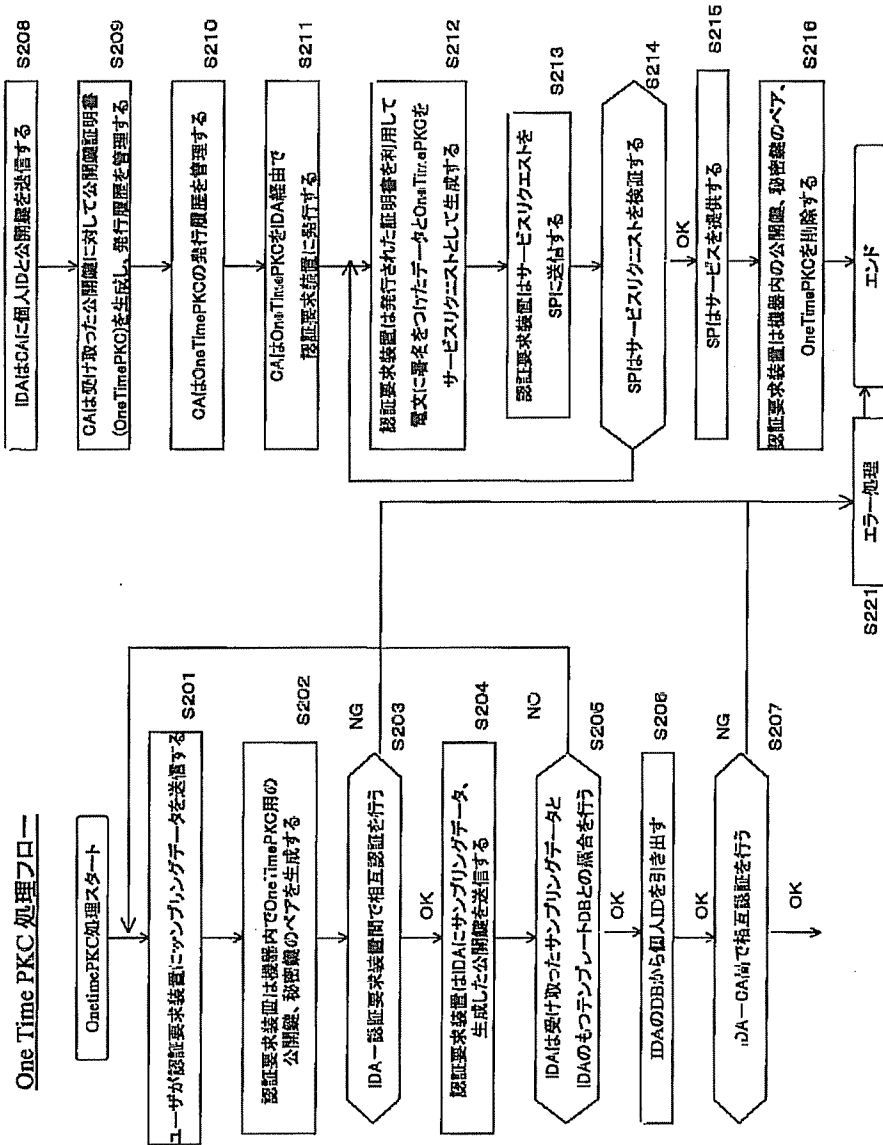 One Time PKC 処理フロー
OnetimePKC処理スタート
ユーザが認証要求装置にサンプリングデータを送信する
S201
認証要求装置は機器内でOneTimePKC用の
公開鍵、秘密鍵のペアを生成する
S202
IDA－認証要求装置間で相互認証を行う
NG
S203
OK
認証要求装置はIDAにサンプリングデータ、
生成した公開鍵を送信する
S204
IDAは受け取ったサンプリングデータと
IDAのもつテンプレートDBとの照合を行う
NO
S205
OK
IDAのDBから個人IDを引き出す
S206
OK
IDA－CA間で相互認証を行う
NG
S207
OK
IDAはCAに個人IDと公開鍵を送信する
S208
CAは受け取った公開鍵に対して公開鍵証明書
(OneTimePKC)を生成し、発行履歴を管理する
S209
CAはOneTimePKCの発行履歴を管理する
S210
CAはOneTimePKCをIDA経由で
認証要求装置に発行する
S211
認証要求装置は発行された証明書を利用して
電文に署名をつけたデータとOneTimePKCを
サービスリクエストとして生成する
S212
認証要求装置はサービスリクエストを
SPに送信する
S213
SPはサービスリクエストを検証する
S214
OK
SPはサービスを提供する
S215
認証要求装置は機器内の公開鍵、秘密鍵のペア、
OneTimePKCを削除する
S216
エラー処理
S221
エンド